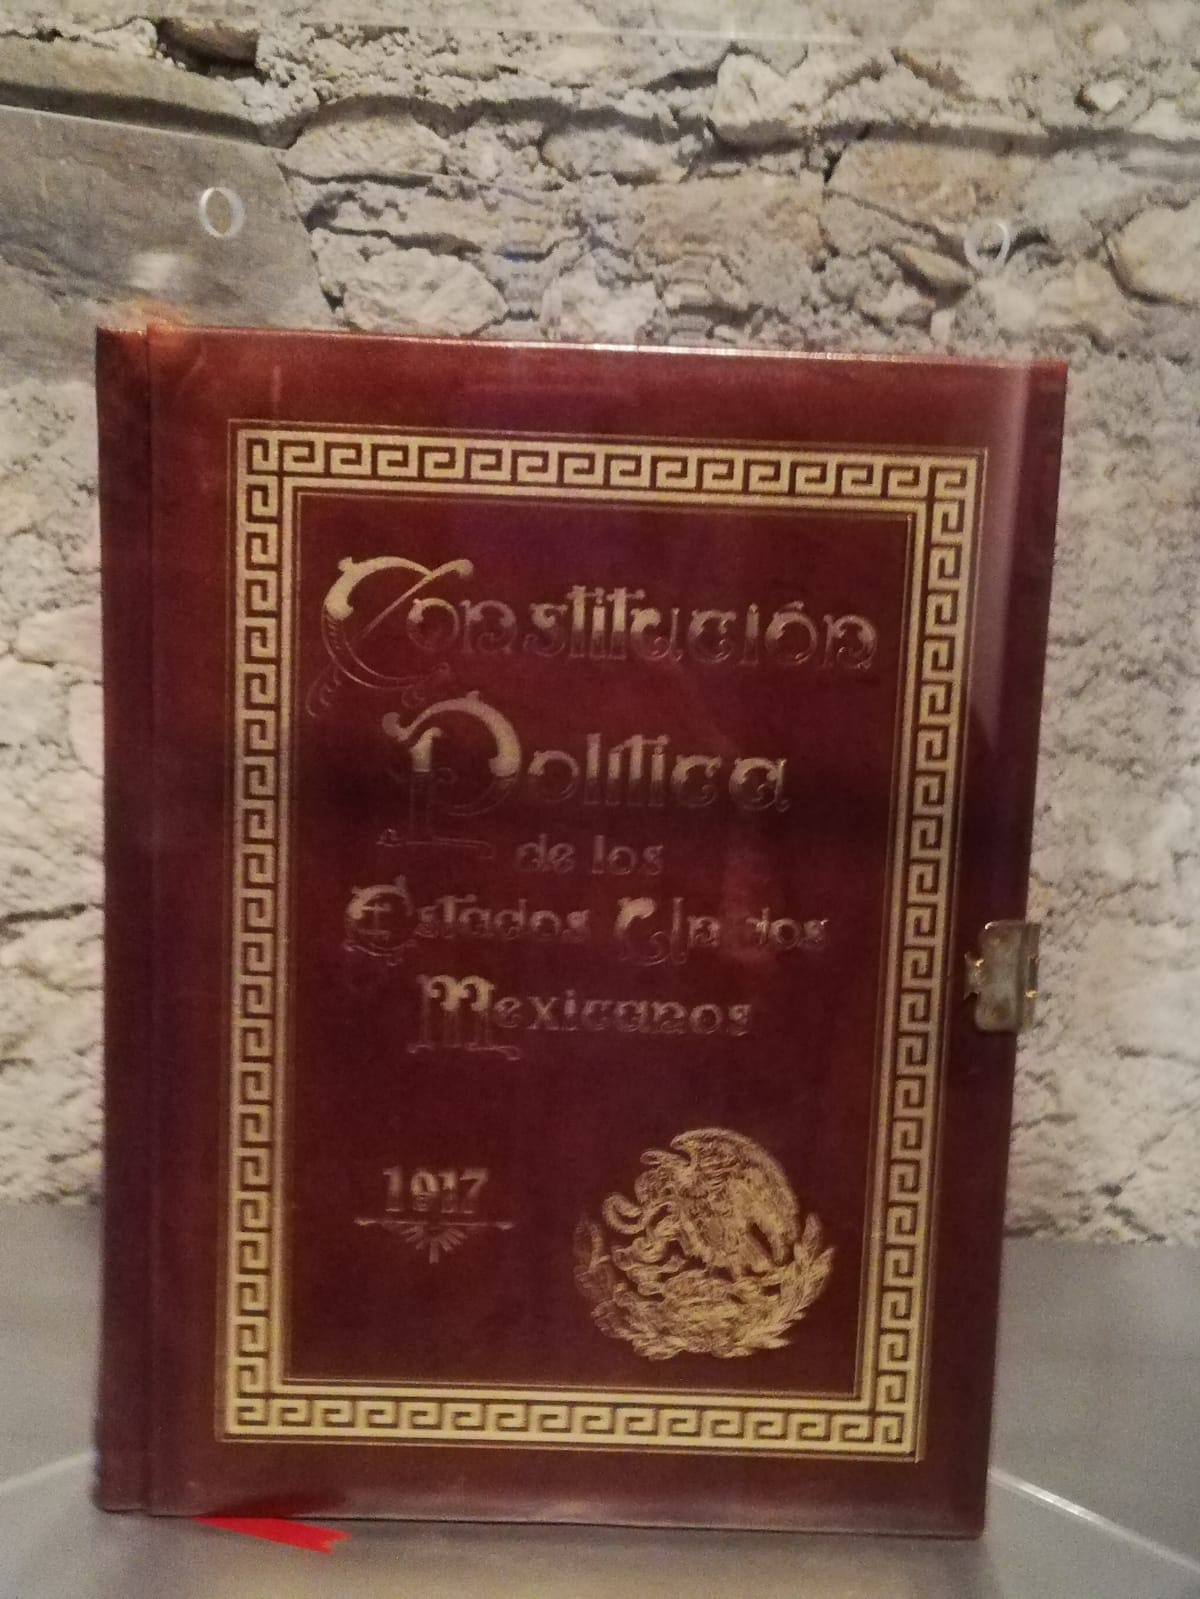 Constitución
Política
de los
Estados Unidos
Mexicanos
1917